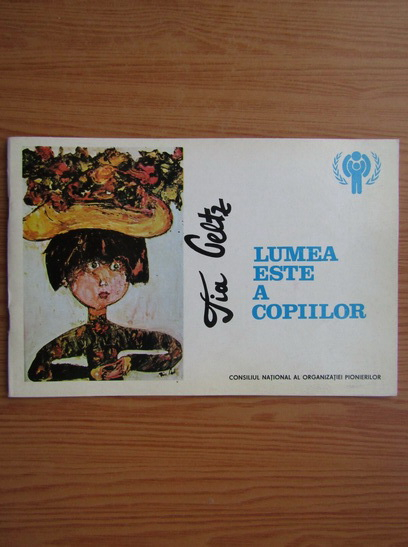 Tia Peltz
LUMEA
ESTE
A
COPIILOR
CONSILIUL NAȚIONAL AL ORGANIZAȚIEI PIONIERILOR